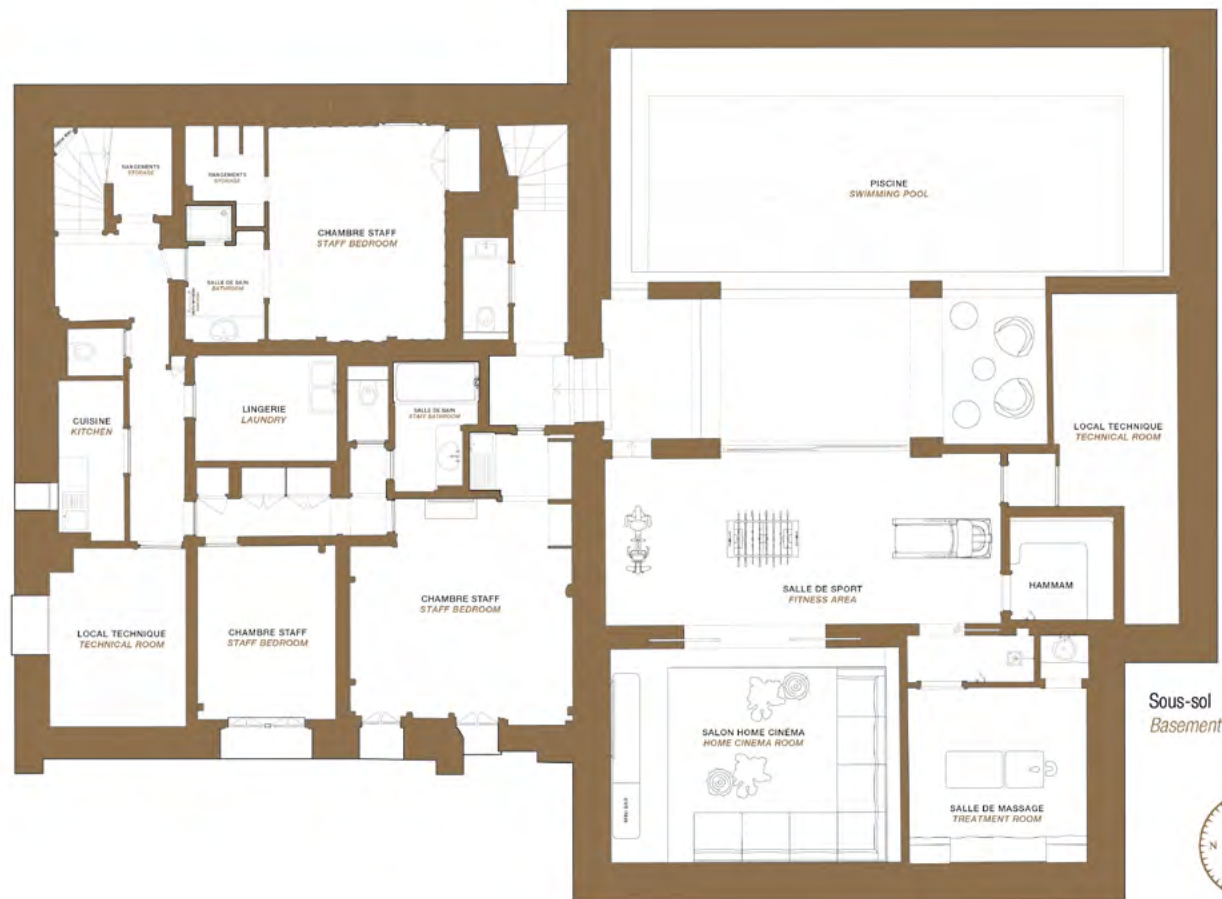 RANGEMENTS
STORAGE
RANGEMENTS
STORAGE
CHAMBRE STAFF
STAFF BEDROOM
SALLE DE BAIN
BATHROOM
PISCINE
SWIMMING POOL
CUISINE
KITCHEN
LINGERIE
LAUNDRY
SALLE DE BAIN
STAFF BATHROOM
LOCAL TECHNIQUE
TECHNICAL ROOM
SALLE DE SPORT
FITNESS AREA
HAMMAM
CHAMBRE STAFF
STAFF BEDROOM
LOCAL TECHNIQUE
TECHNICAL ROOM
CHAMBRE STAFF
STAFF BEDROOM
SALON HOME CINÉMA
HOME CINEMA ROOM
MINI BAR
SALLE DE MASSAGE
TREATMENT ROOM
Sous-sol
Basement
N